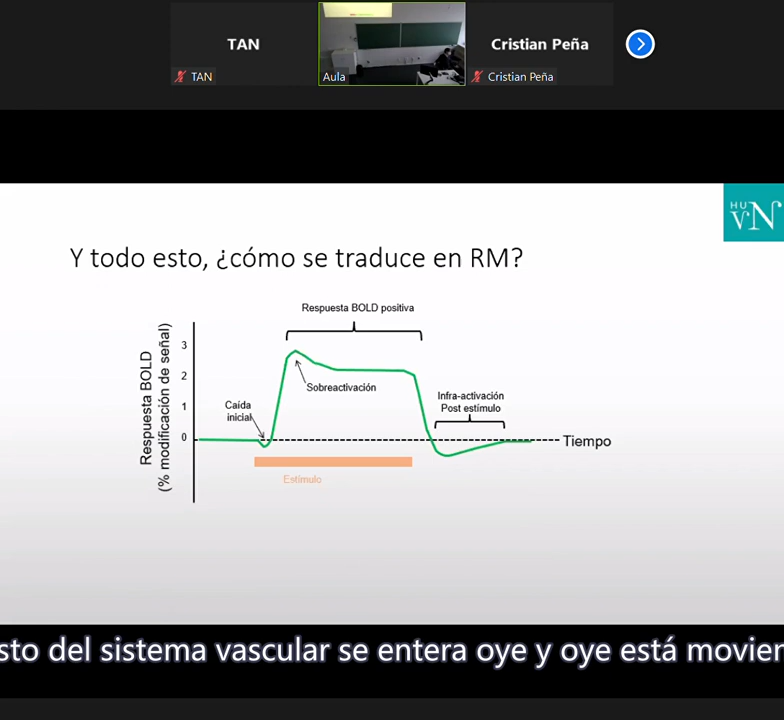 TAN
Cristian Peña
TAN
Aula
Cristian Peña
HU
VN
Y todo esto, ¿cómo se traduce en RM?
Respuesta BOLD positiva
Respuesta BOLD
(% modificación de señal)
3
2
1
0
Sobreactivación
Caída
inicial
Infra-activación
Post estímulo
Tiempo
Estímulo
sto del sistema vascular se entera oye y oye está movier